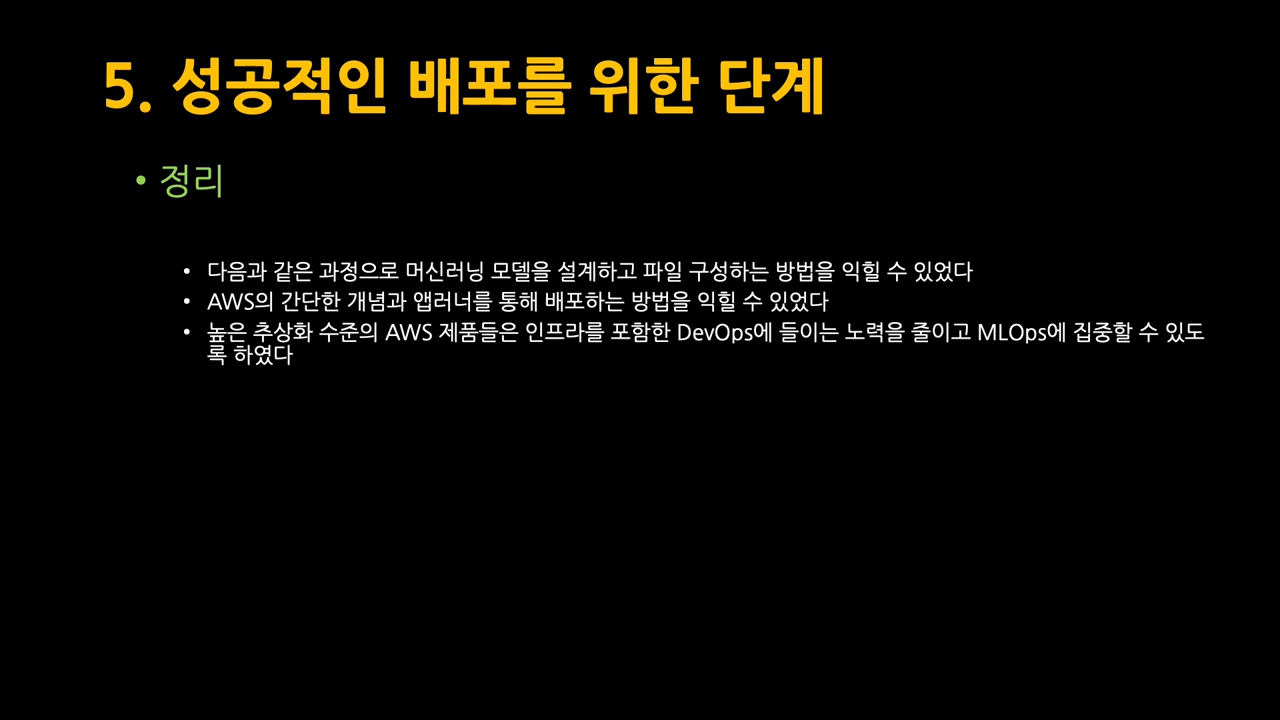 5. 성공적인 배포를 위한 단계
• 정리
• 다음과 같은 과정으로 머신러닝 모델을 설계하고 파일 구성하는 방법을 익힐 수 있었다
• AWS의 간단한 개념과 앱러너를 통해 배포하는 방법을 익힐 수 있었다
• 높은 추상화 수준의 AWS 제품들은 인프라를 포함한 DevOps에 들이는 노력을 줄이고 MLOps에 집중할 수 있도
록 하였다